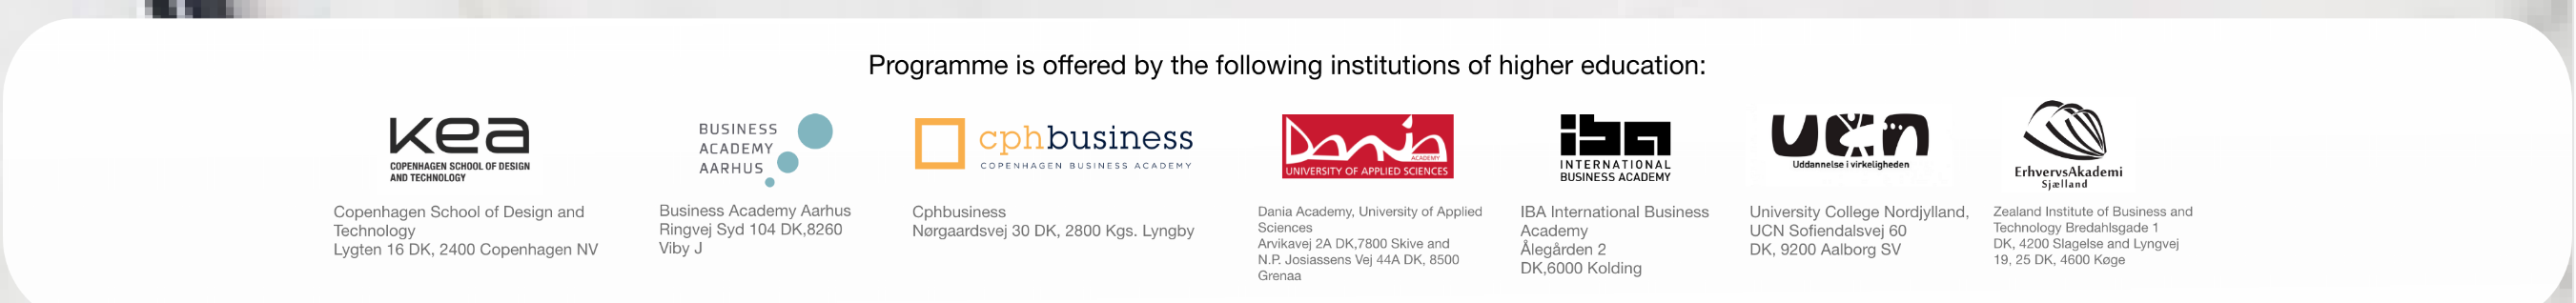 Programme is offered by the following institutions of higher education:
kea
COPENHAGEN SCHOOL OF DESIGN
AND TECHNOLOGY
Copenhagen School of Design and
Technology
Lygten 16 DK, 2400 Copenhagen NV
BUSINESS
ACADEMY
AARHUS
Business Academy Aarhus
Ringvej Syd 104 DK,8260
Viby J
cphbusiness
COPENHAGEN BUSINESS ACADEMY
Cphbusiness
Nørgaardsvej 30 DK, 2800 Kgs. Lyngby
Dania
ACADEMY
UNIVERSITY OF APPLIED SCIENCES
Dania Academy, University of Applied
Sciences
Arvikavej 2A DK,7800 Skive and
N.P. Josiassens Vej 44A DK, 8500
Grenaa
iba
INTERNATIONAL
BUSINESS ACADEMY
IBA International Business
Academy
Ålegården 2
DK,6000 Kolding
ucn
Uddannelse i virkeligheden
University College Nordjylland,
UCN Sofiendalsvej 60
DK, 9200 Aalborg SV
ErhvervsAkademi
Sjælland
Zealand Institute of Business and
Technology Bredahlsgade 1
DK, 4200 Slagelse and Lyngvej
19, 25 DK, 4600 Køge